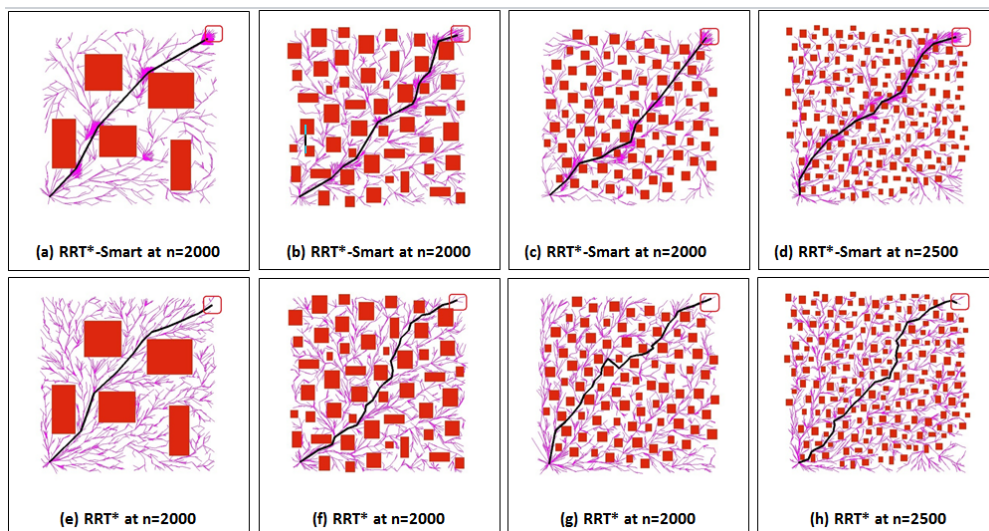 (a) RRT*-Smart at n=2000
(b) RRT*-Smart at n=2000
(c) RRT*-Smart at n=2000
(d) RRT*-Smart at n=2500
(e) RRT* at n=2000
(f) RRT* at n=2000
(g) RRT* at n=2000
(h) RRT* at n=2500